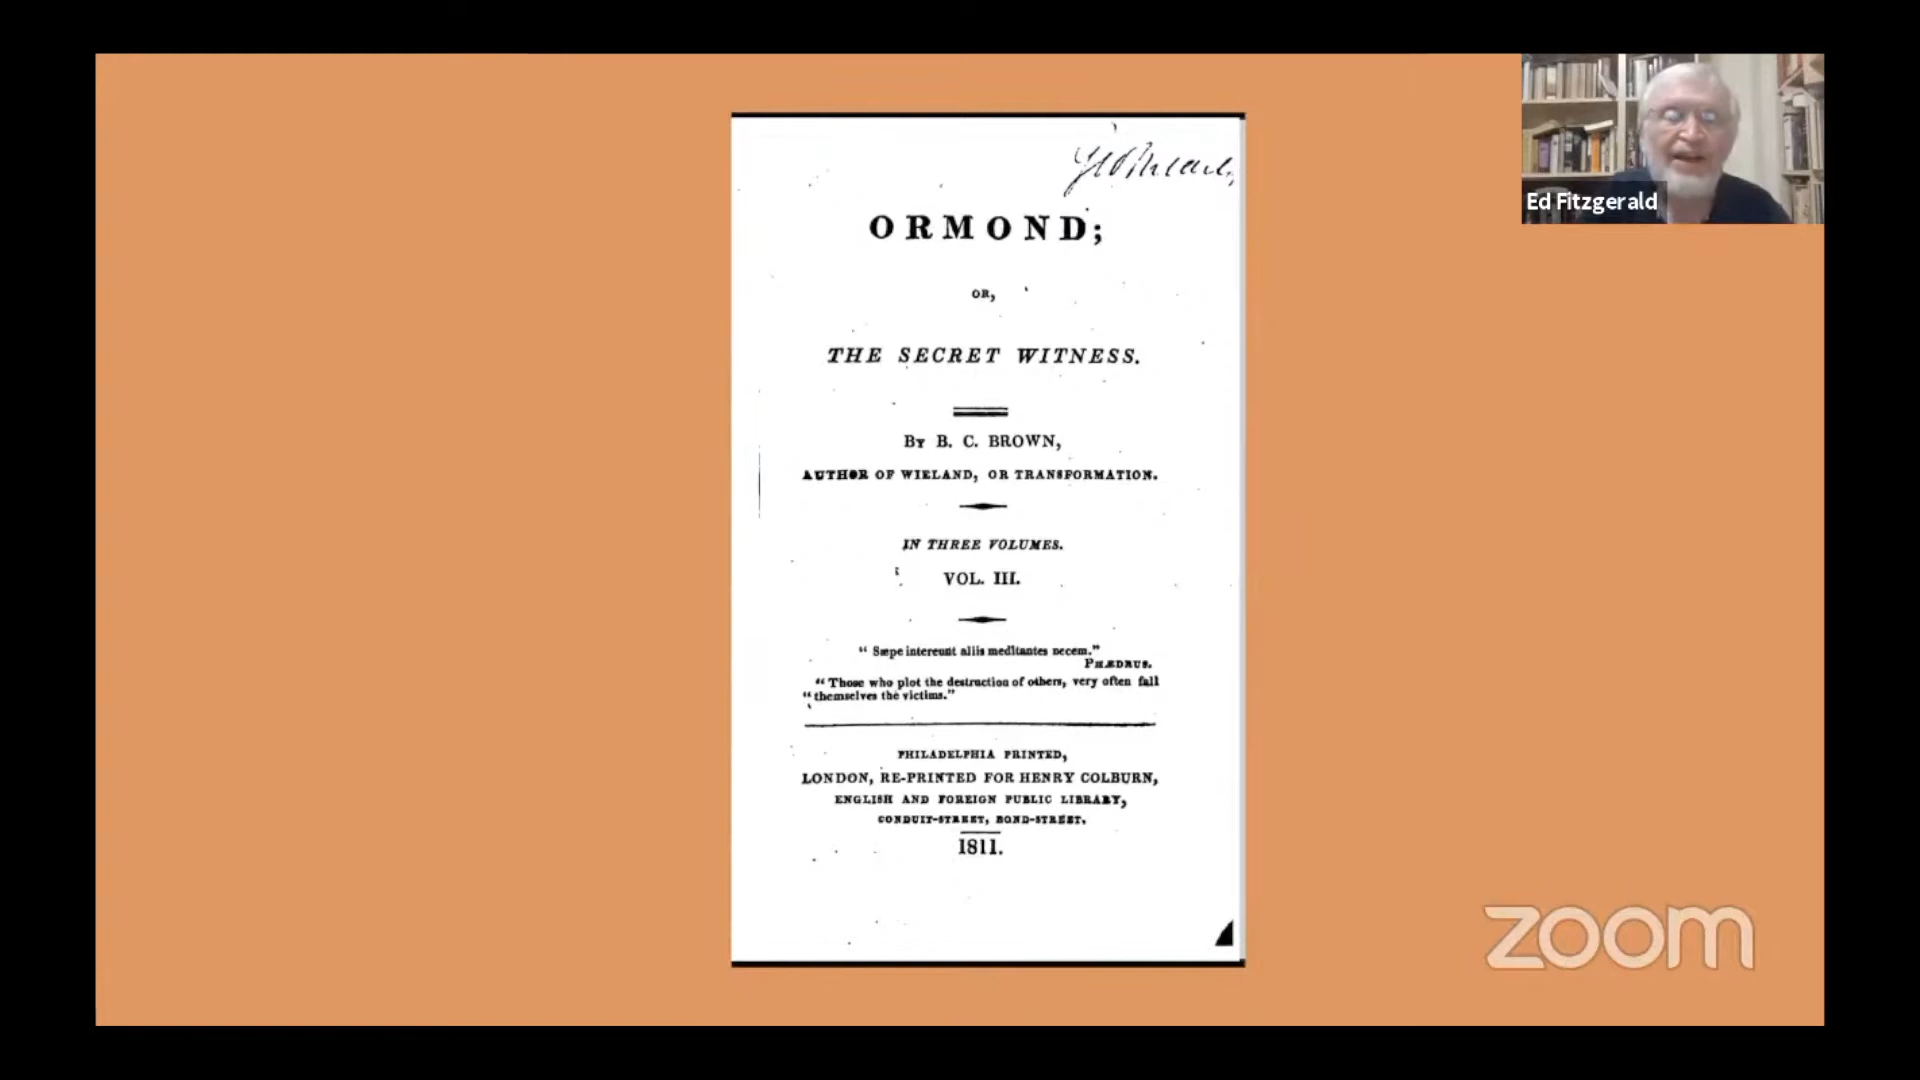 ORMOND;
OR,
THE SECRET WITNESS.
BY B. C. BROWN,
AUTHOR OF WIELAND, OR TRANSFORMATION.
IN THREE VOLUMES.
VOL. III.
“ Sæpe intereunt aliis meditantes necem.”
PHÆDRUS.
“ Those who plot the destruction of others, very often fall
“ themselves the victims.”
PHILADELPHIA PRINTED,
LONDON, RE-PRINTED FOR HENRY COLBURN,
ENGLISH AND FOREIGN PUBLIC LIBRARY,
CONDUIT-STREET, BOND-STREET.
1811.
Ed Fitzgerald
zoom